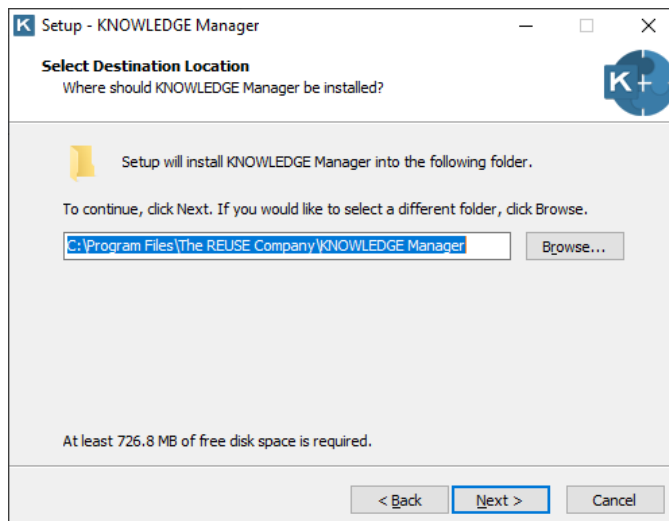 K Setup - KNOWLEDGE Manager
Select Destination Location
Where should KNOWLEDGE Manager be installed?
K
Setup will install KNOWLEDGE Manager into the following folder.
To continue, click Next. If you would like to select a different folder, click Browse.
C:\Program Files\The REUSE Company\KNOWLEDGE Manager
Browse...
At least 726.8 MB of free disk space is required.
< Back Next > Cancel